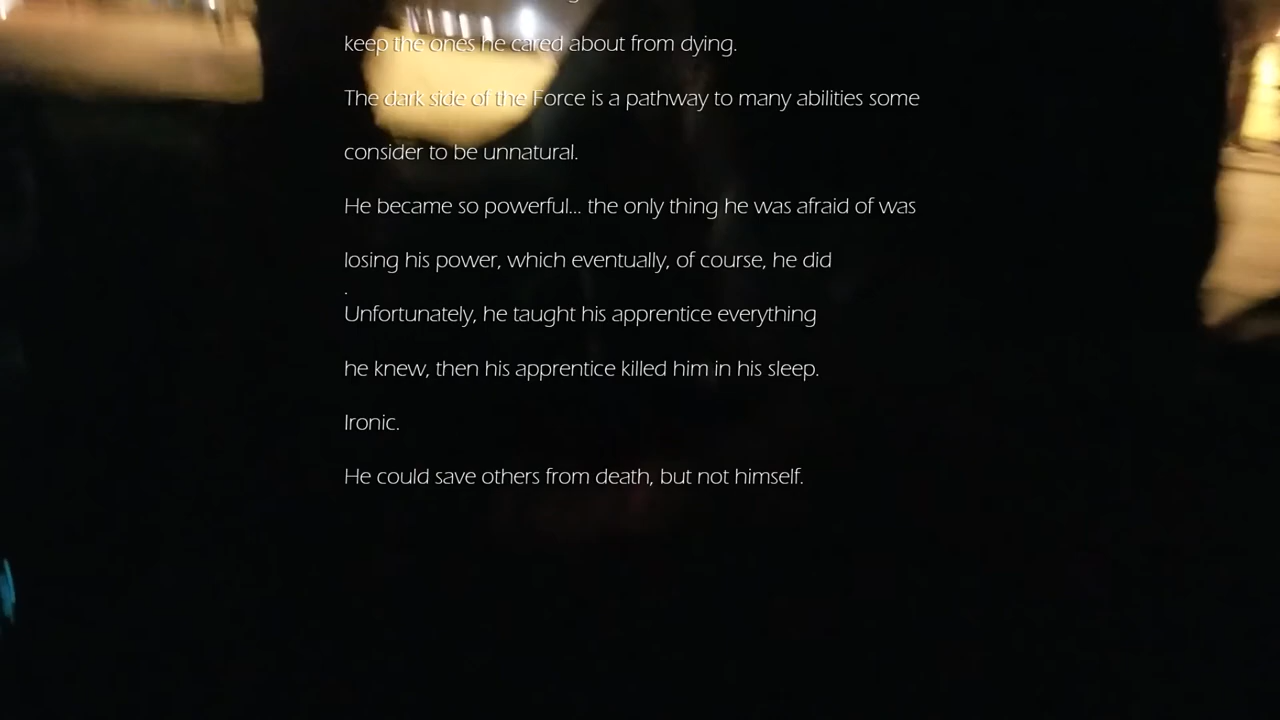 keep the ones he cared about from dying.
The dark side of the Force is a pathway to many abilities some
consider to be unnatural.
He became so powerful... the only thing he was afraid of was
losing his power, which eventually, of course, he did
.
Unfortunately, he taught his apprentice everything
he knew, then his apprentice killed him in his sleep.
Ironic.
He could save others from death, but not himself.